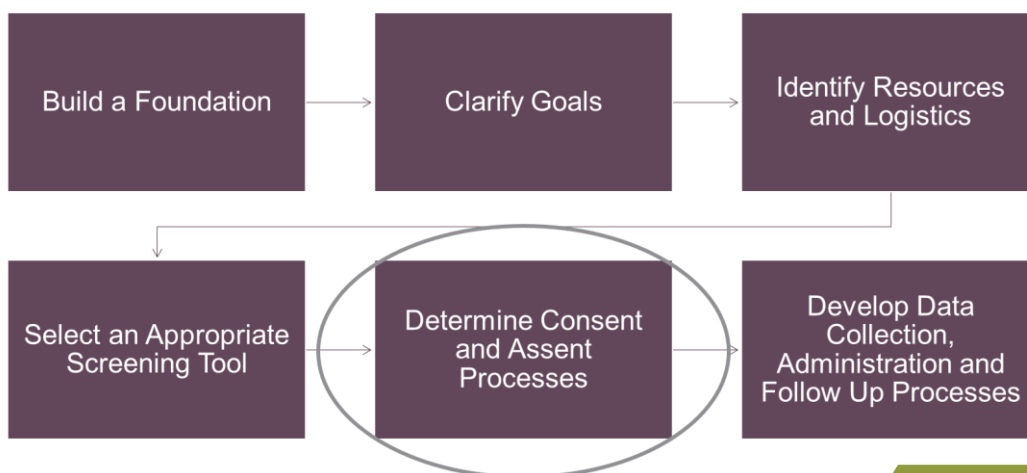 Build a Foundation
Clarify Goals
Identify Resources
and Logistics
Select an Appropriate
Screening Tool
Determine Consent
and Assent
Processes
Develop Data
Collection,
Administration and
Follow Up Processes